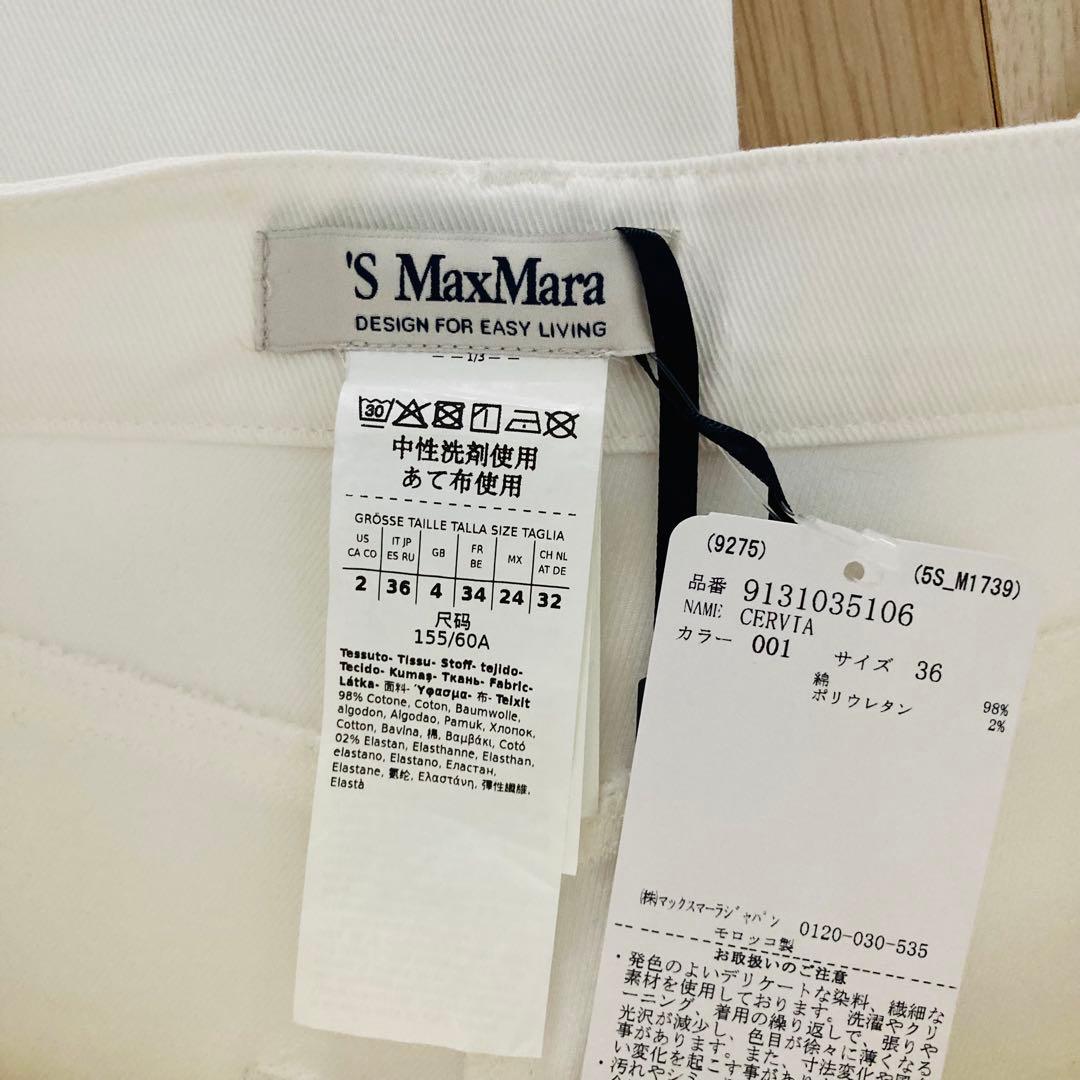 'S MaxMara
DESIGN FOR EASY LIVING
— — 1/3 — —
30
中性洗剤使用
あて布使用
GRÖSSE TAILLE TALLA SIZE TAGLIA
US CA CO
IT JP ES RU
GB
FR BE
MX
CH NL AT DE
2 36 4 34 24 32
尺码
155/60A
Tessuto- Tissu- Stoff- tejido-
Tecido- Kumaş- Ткань- Fabric-
Látka- 面料- Ύφασμα- 布- Teixit
98% Cotone, Coton, Baumwolle,
algodon, Algodao, Pamuk, Хлопок,
Cotton, Bavlna, 棉, Βαμβάκι, Cotó
02% Elastan, Elasthanne, Elasthan,
elastano, Elastano, Еластан,
Elastane, 氨纶, Ελαστάνη, 彈性纖維,
Elastà
(9275)
(5S_M1739)
品番 9131035106
NAME CERVIA
カラー 001 サイズ 36
綿 98%
ポリウレタン 2%
㈱マックスマーラジャパン
モロッコ製 0120-030-535
お取扱いのご注意
・発色のよいデリケートな染料、繊細な
素材を使用しております。洗濯やクリ
ーニング、着用の繰り返しで、張りや
光沢が減少し、色目が徐々に薄くなる
事があります。また、寸法変化や風
い変化を起こす事があり
・汚れやシミ